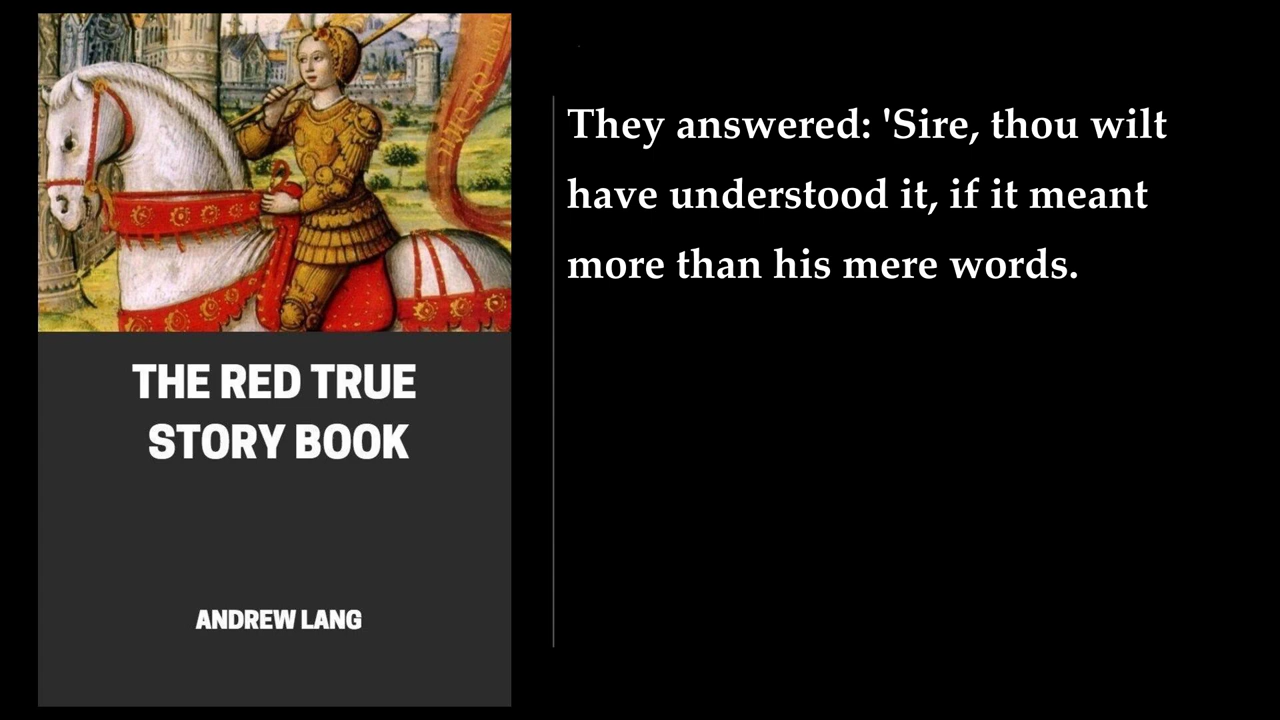 THE RED TRUE
STORY BOOK
ANDREW LANG
They answered: 'Sire, thou wilt
have understood it, if it meant
more than his mere words.